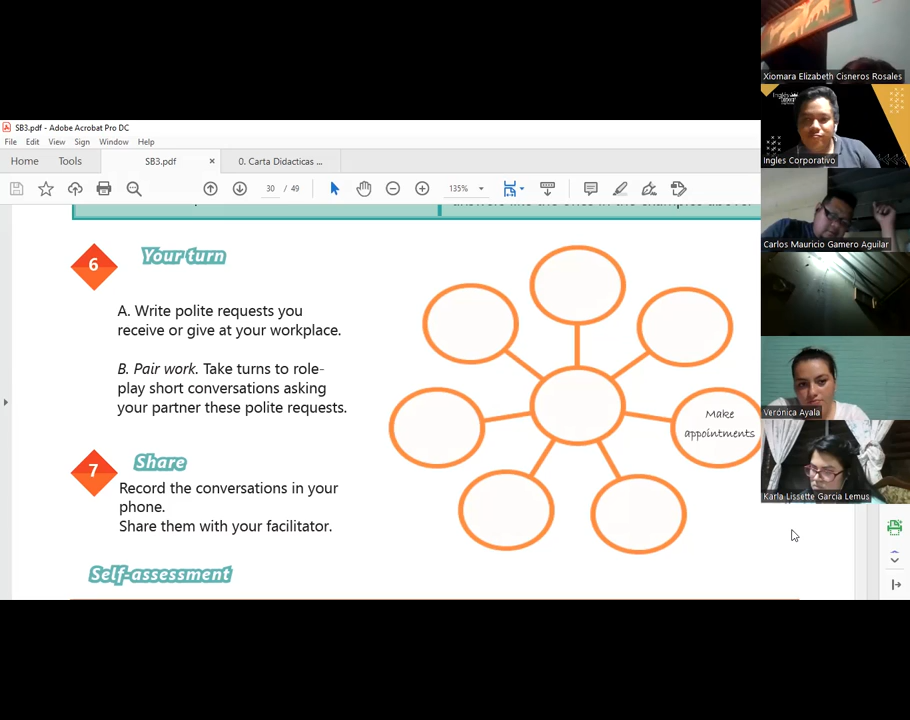 SB3.pdf - Adobe Acrobat Pro DC
File Edit View Sign Window Help
Home Tools SB3.pdf × 0. Carta Didacticas ...
30 / 49 135%
6 Your turn
A. Write polite requests you
receive or give at your workplace.
B. Pair work. Take turns to role-
play short conversations asking
your partner these polite requests.
Make
appointments
7 Share
Record the conversations in your
phone.
Share them with your facilitator.
Self-assessment
Xiomara Elizabeth Cisneros Rosales
Ingles Corporativo
Carlos Mauricio Gamero Aguilar
Verónica Ayala
Karla Lissette Garcia Lemus